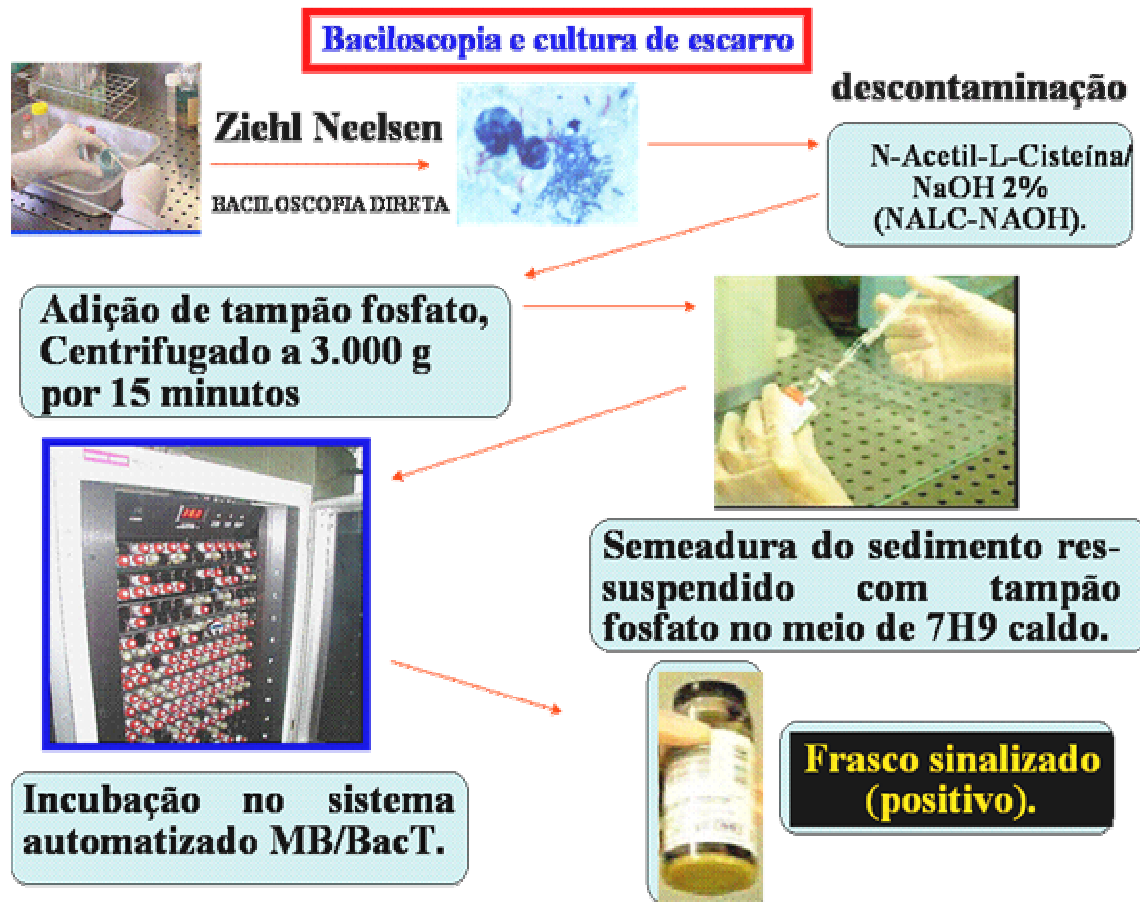 Baciloscopia e cultura de escarro
Ziehl Neelsen
BACILOSCOPIA DIRETA
descontaminação
N-Acetil-L-Cisteína/
NaOH 2%
(NALC-NAOH).
Adição de tampão fosfato,
Centrifugado a 3.000 g
por 15 minutos
Semeadura do sedimento res-
suspendido com tampão
fosfato no meio de 7H9 caldo.
Incubação no sistema
automatizado MB/BacT.
Frasco sinalizado
(positivo).